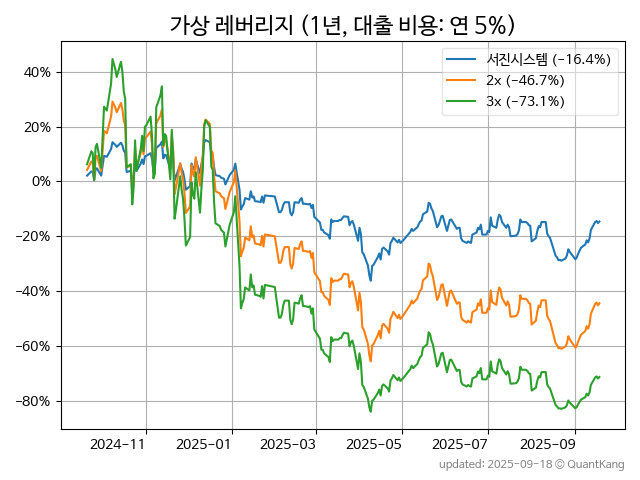 가상 레버리지 (1년, 대출 비용: 연 5%)
서진시스템 (−16.4%)
2x (−46.7%)
3x (−73.1%)
40%
20%
0%
−20%
−40%
−60%
−80%
2024-11
2025-01
2025-03
2025-05
2025-07
2025-09
updated: 2025-09-18 © QuantKang